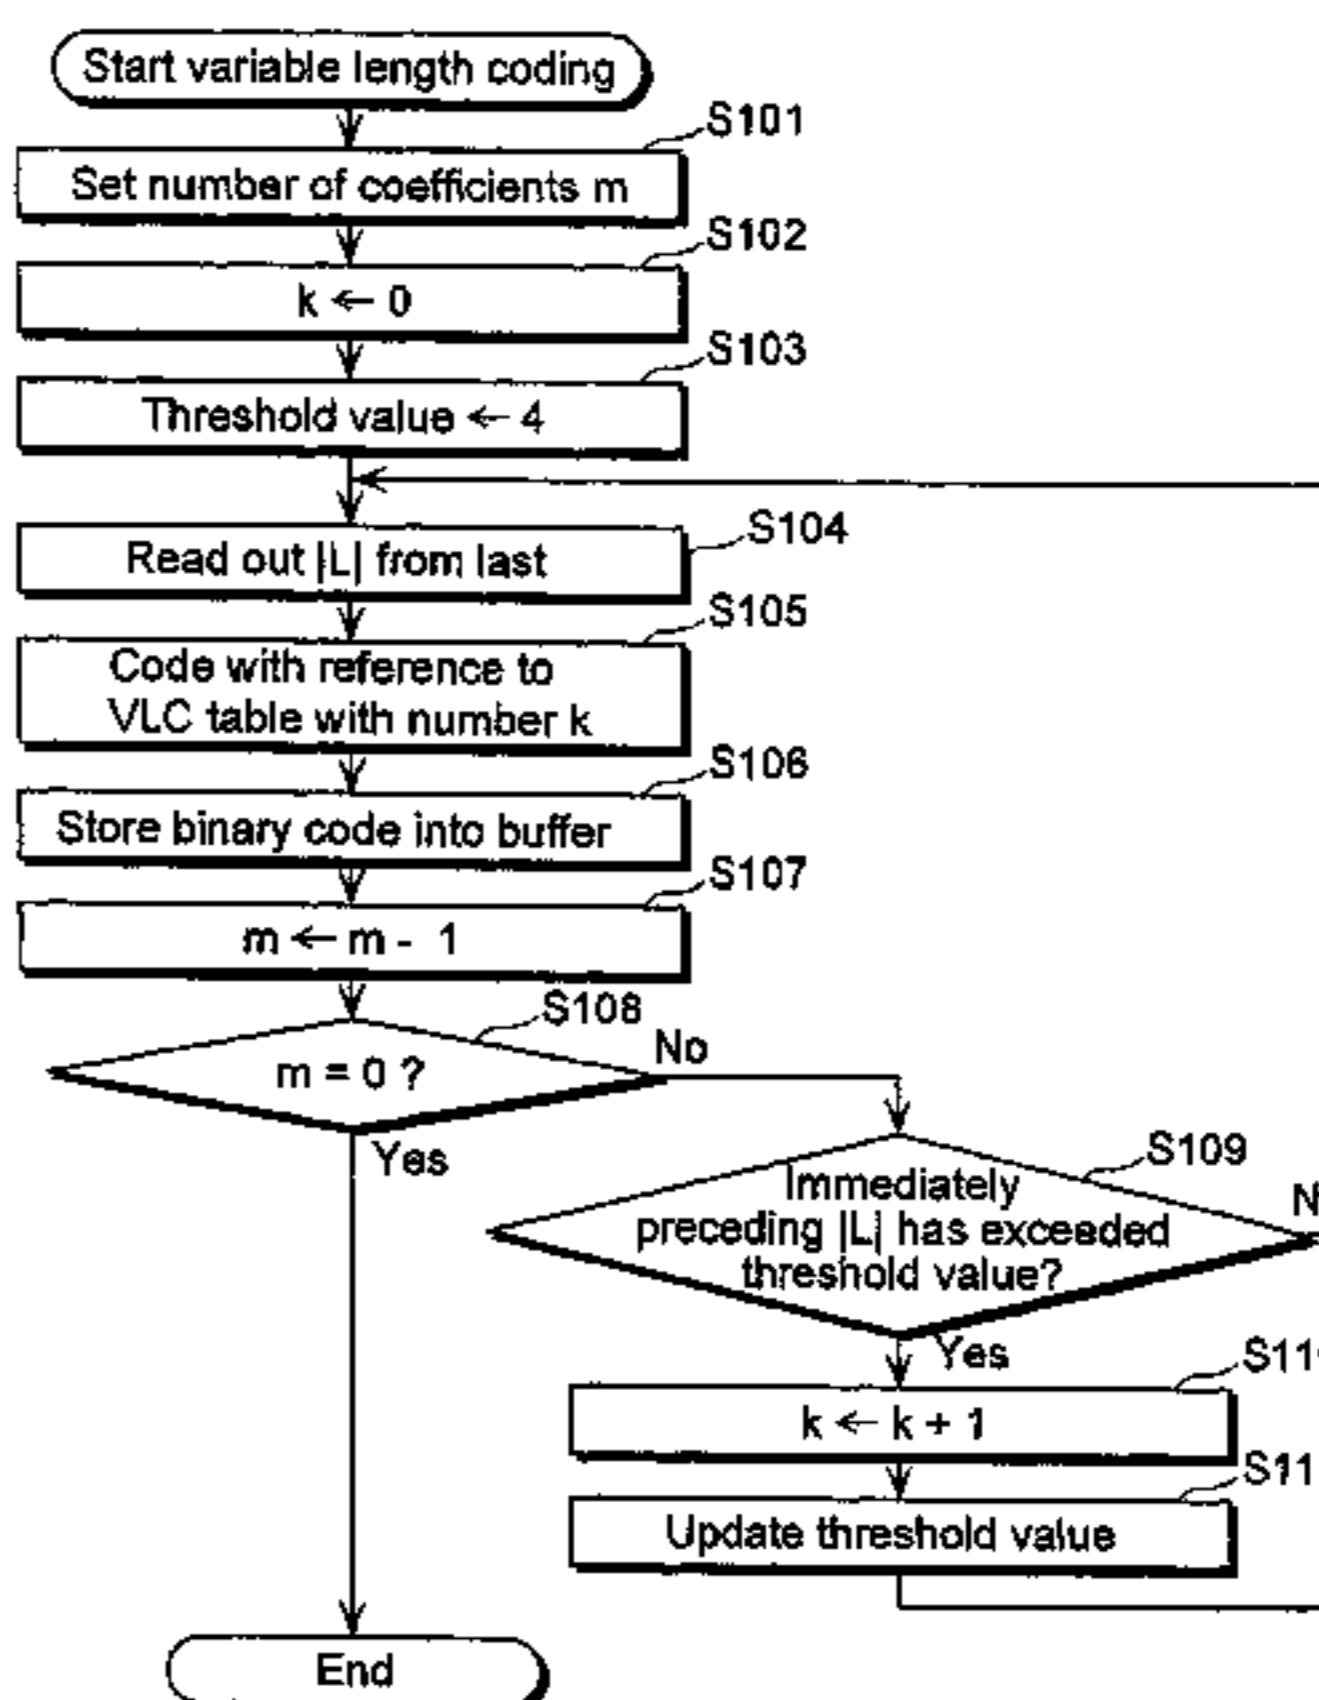 Start variable length coding
S101
Set number of coefficients m
S102
k ← 0
S103
Threshold value ← 4
S104
Read out |L| from last
S105
Code with reference to
VLC table with number k
S106
Store binary code into buffer
S107
m ← m - 1
S108
m = 0 ?
No
Yes
S109
Immediately
preceding |L| has exceeded
threshold value?
Yes
k ← k + 1
Update threshold value
End